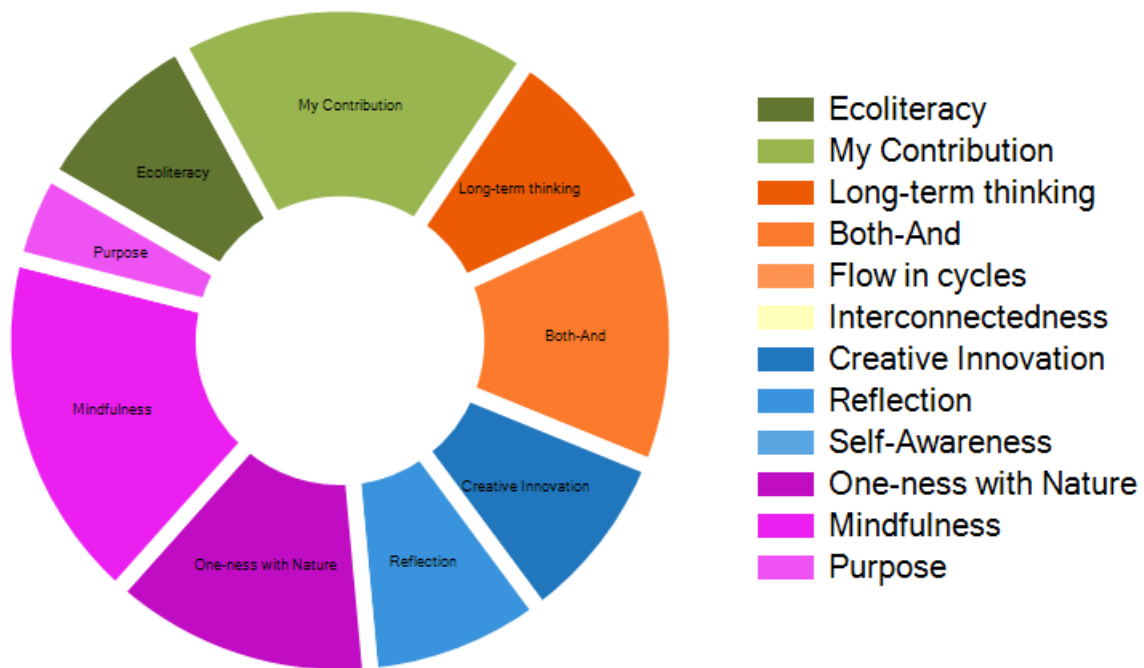 My Contribution
Ecoliteracy
Long-term thinking
Purpose
Both-And
Mindfulness
Creative Innovation
One-ness with Nature
Reflection
Ecoliteracy
My Contribution
Long-term thinking
Both-And
Flow in cycles
Interconnectedness
Creative Innovation
Reflection
Self-Awareness
One-ness with Nature
Mindfulness
Purpose